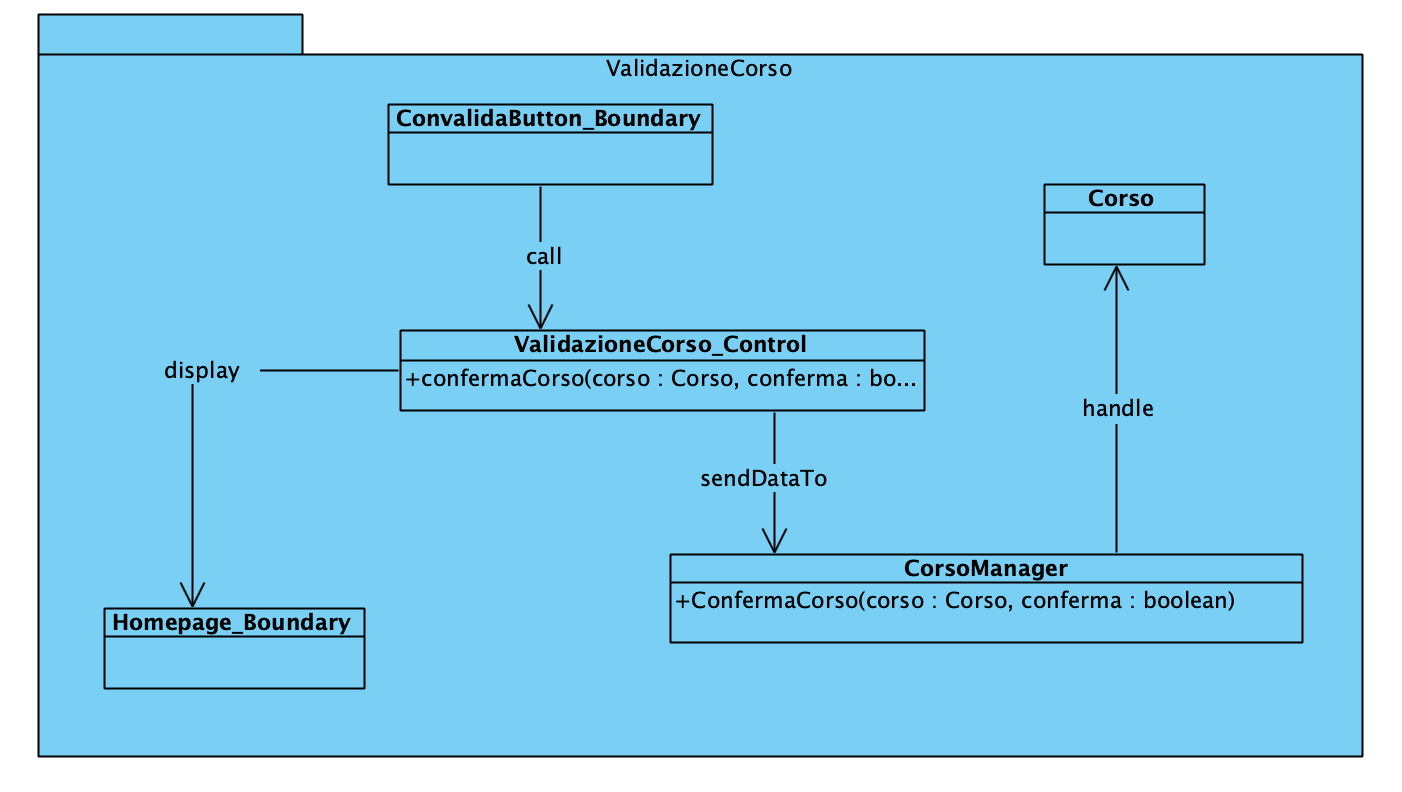 ValidazioneCorso
ConvalidaButton_Boundary
Corso
call
ValidazioneCorso_Control
+confermaCorso(corso : Corso, conferma : bo...
display
handle
sendDataTo
CorsoManager
+ConfermaCorso(corso : Corso, conferma : boolean)
Homepage_Boundary